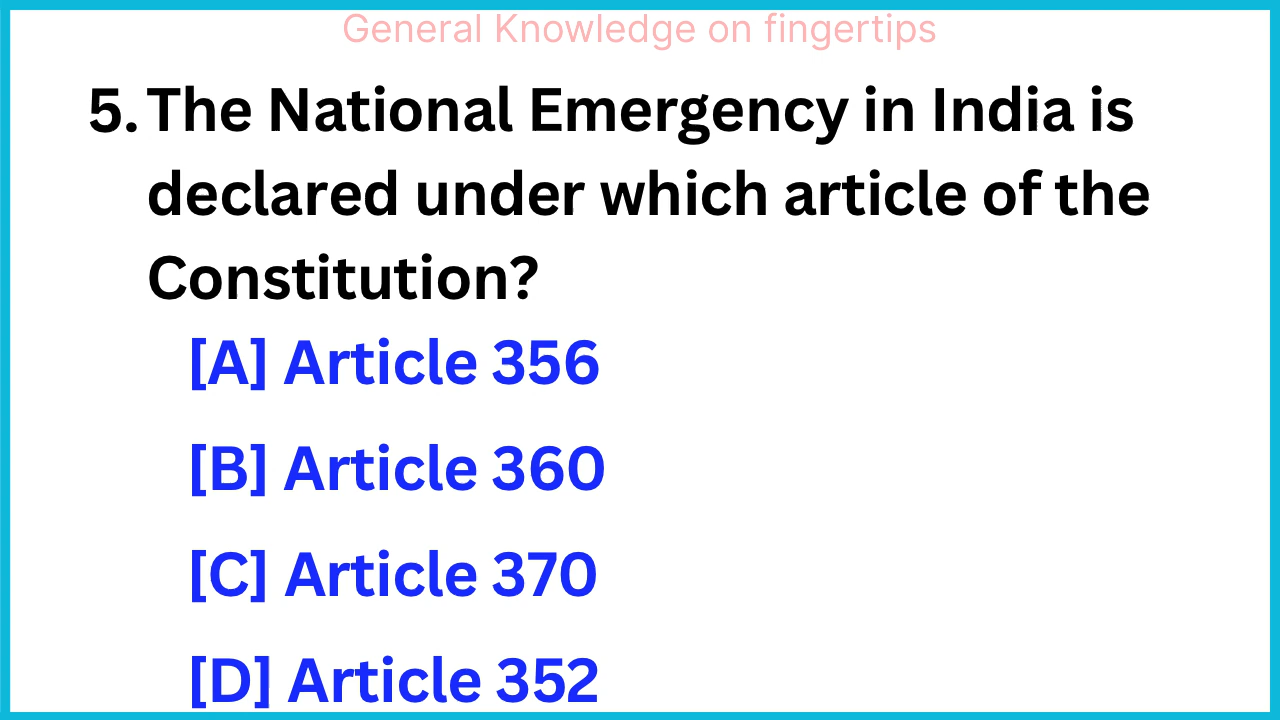 General Knowledge on fingertips
5. The National Emergency in India is
declared under which article of the
Constitution?
[A] Article 356
[B] Article 360
[C] Article 370
[D] Article 352